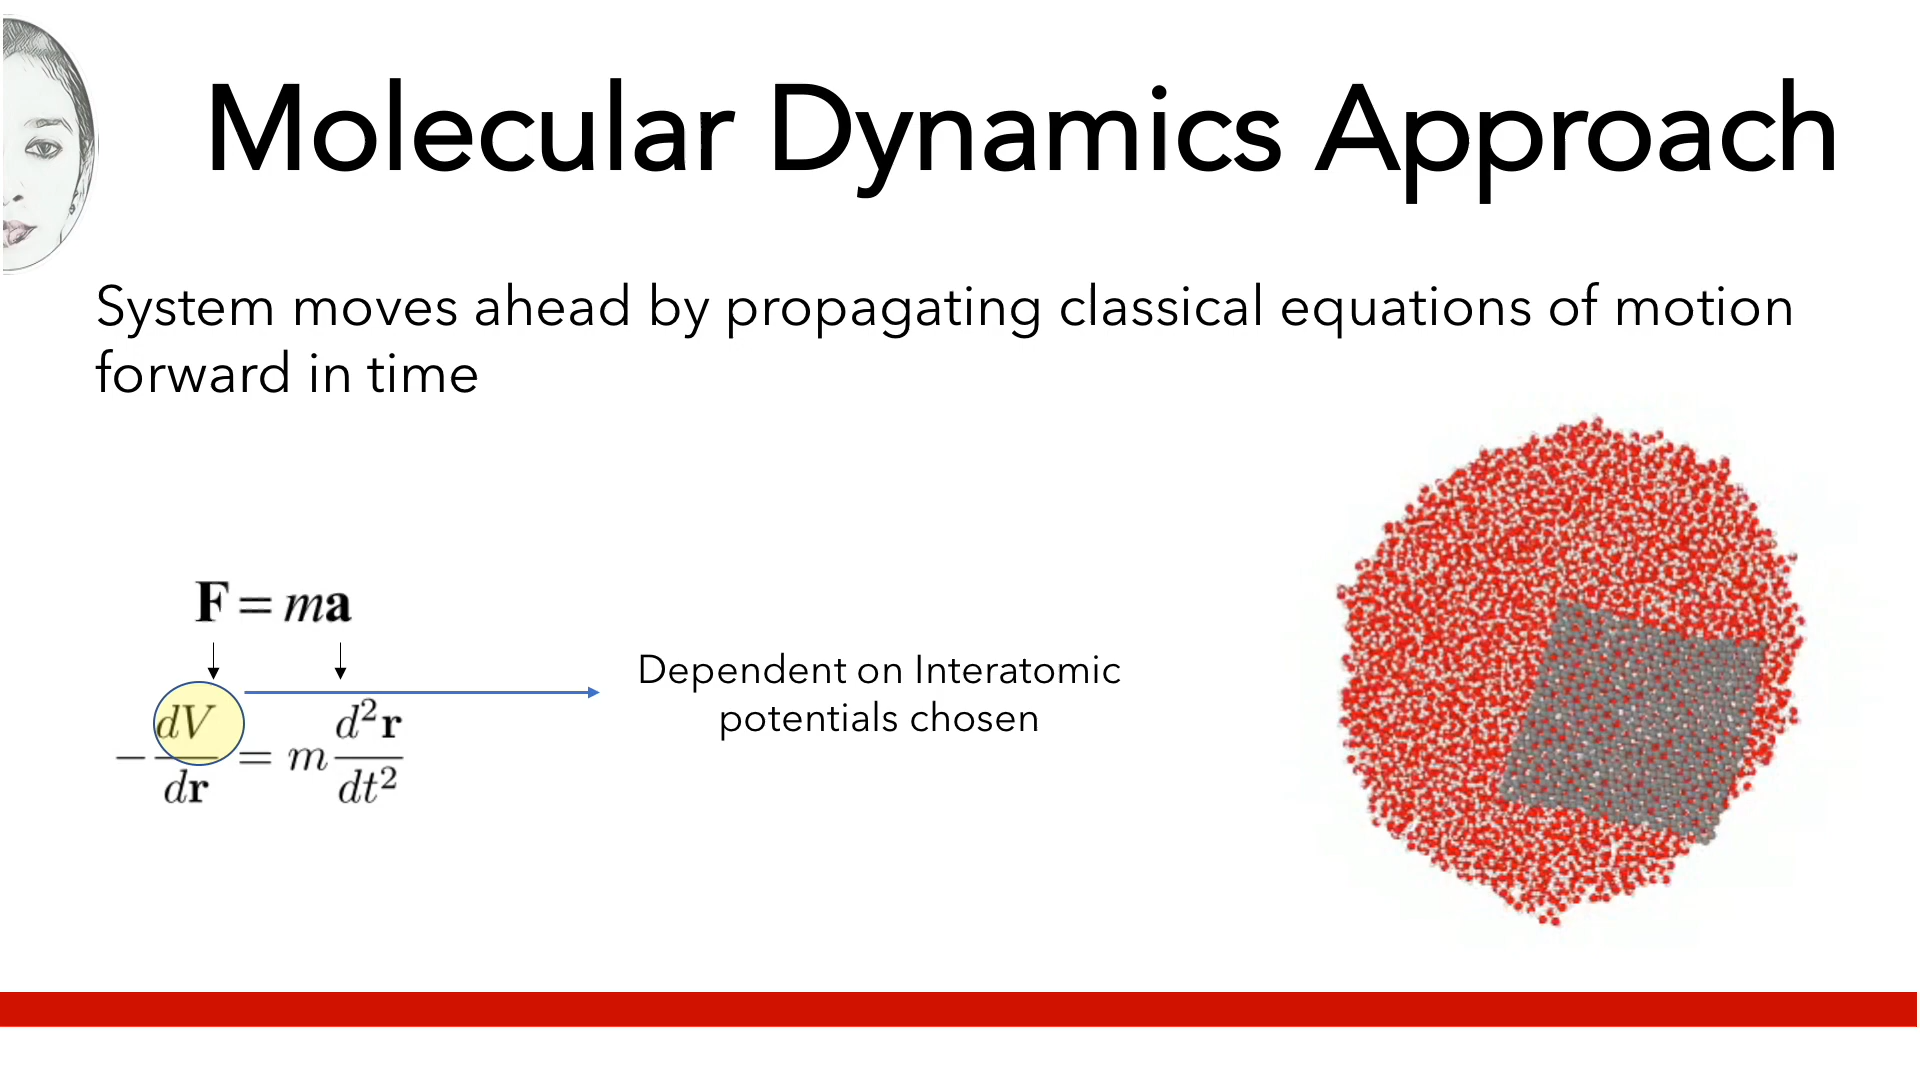 Molecular Dynamics Approach
System moves ahead by propagating classical equations of motion
forward in time
F = ma
Dependent on Interatomic
potentials chosen
−dV/dr = m d²r/dt²